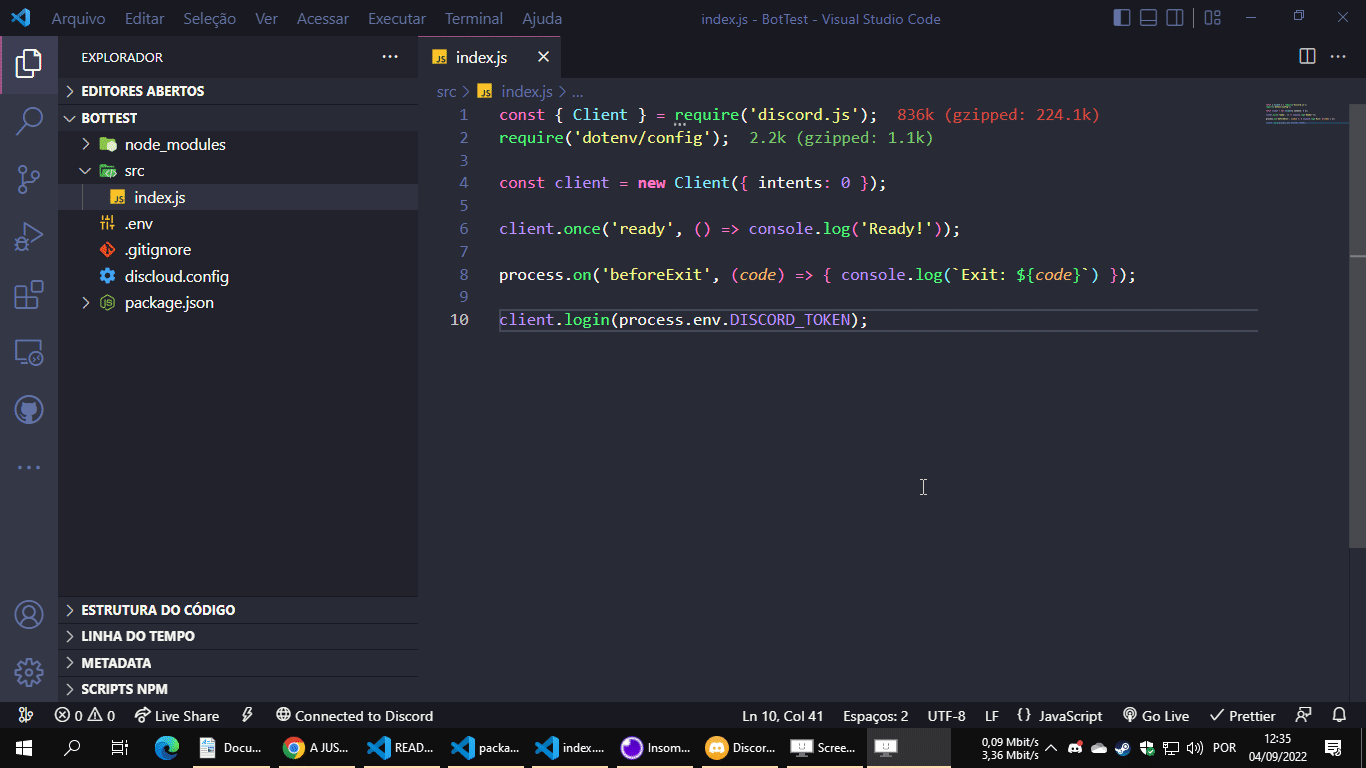 Arquivo Editar Seleção Ver Acessar Executar Terminal Ajuda
index.js - BotTest - Visual Studio Code
EXPLORADOR
EDITORES ABERTOS
BOTTEST
node_modules
src
JS index.js
.env
.gitignore
discloud.config
package.json
ESTRUTURA DO CÓDIGO
LINHA DO TEMPO
METADATA
SCRIPTS NPM
JS index.js
src > JS index.js > ...
1 const { Client } = require('discord.js'); 836k (gzipped: 224.1k)
2 require('dotenv/config'); 2.2k (gzipped: 1.1k)
3
4 const client = new Client({ intents: 0 });
5
6 client.once('ready', () => console.log('Ready!'));
7
8 process.on('beforeExit', (code) => { console.log(`Exit: ${code}`) });
9
10 client.login(process.env.DISCORD_TOKEN);
0 0 Live Share Connected to Discord Ln 10, Col 41 Espaços: 2 UTF-8 LF {} JavaScript Go Live Prettier
Docu... A JUS... READ... packa... index.... Insom... Discor... Scree...
0,09 Mbit/s
3,36 Mbit/s
POR
12:35
04/09/2022